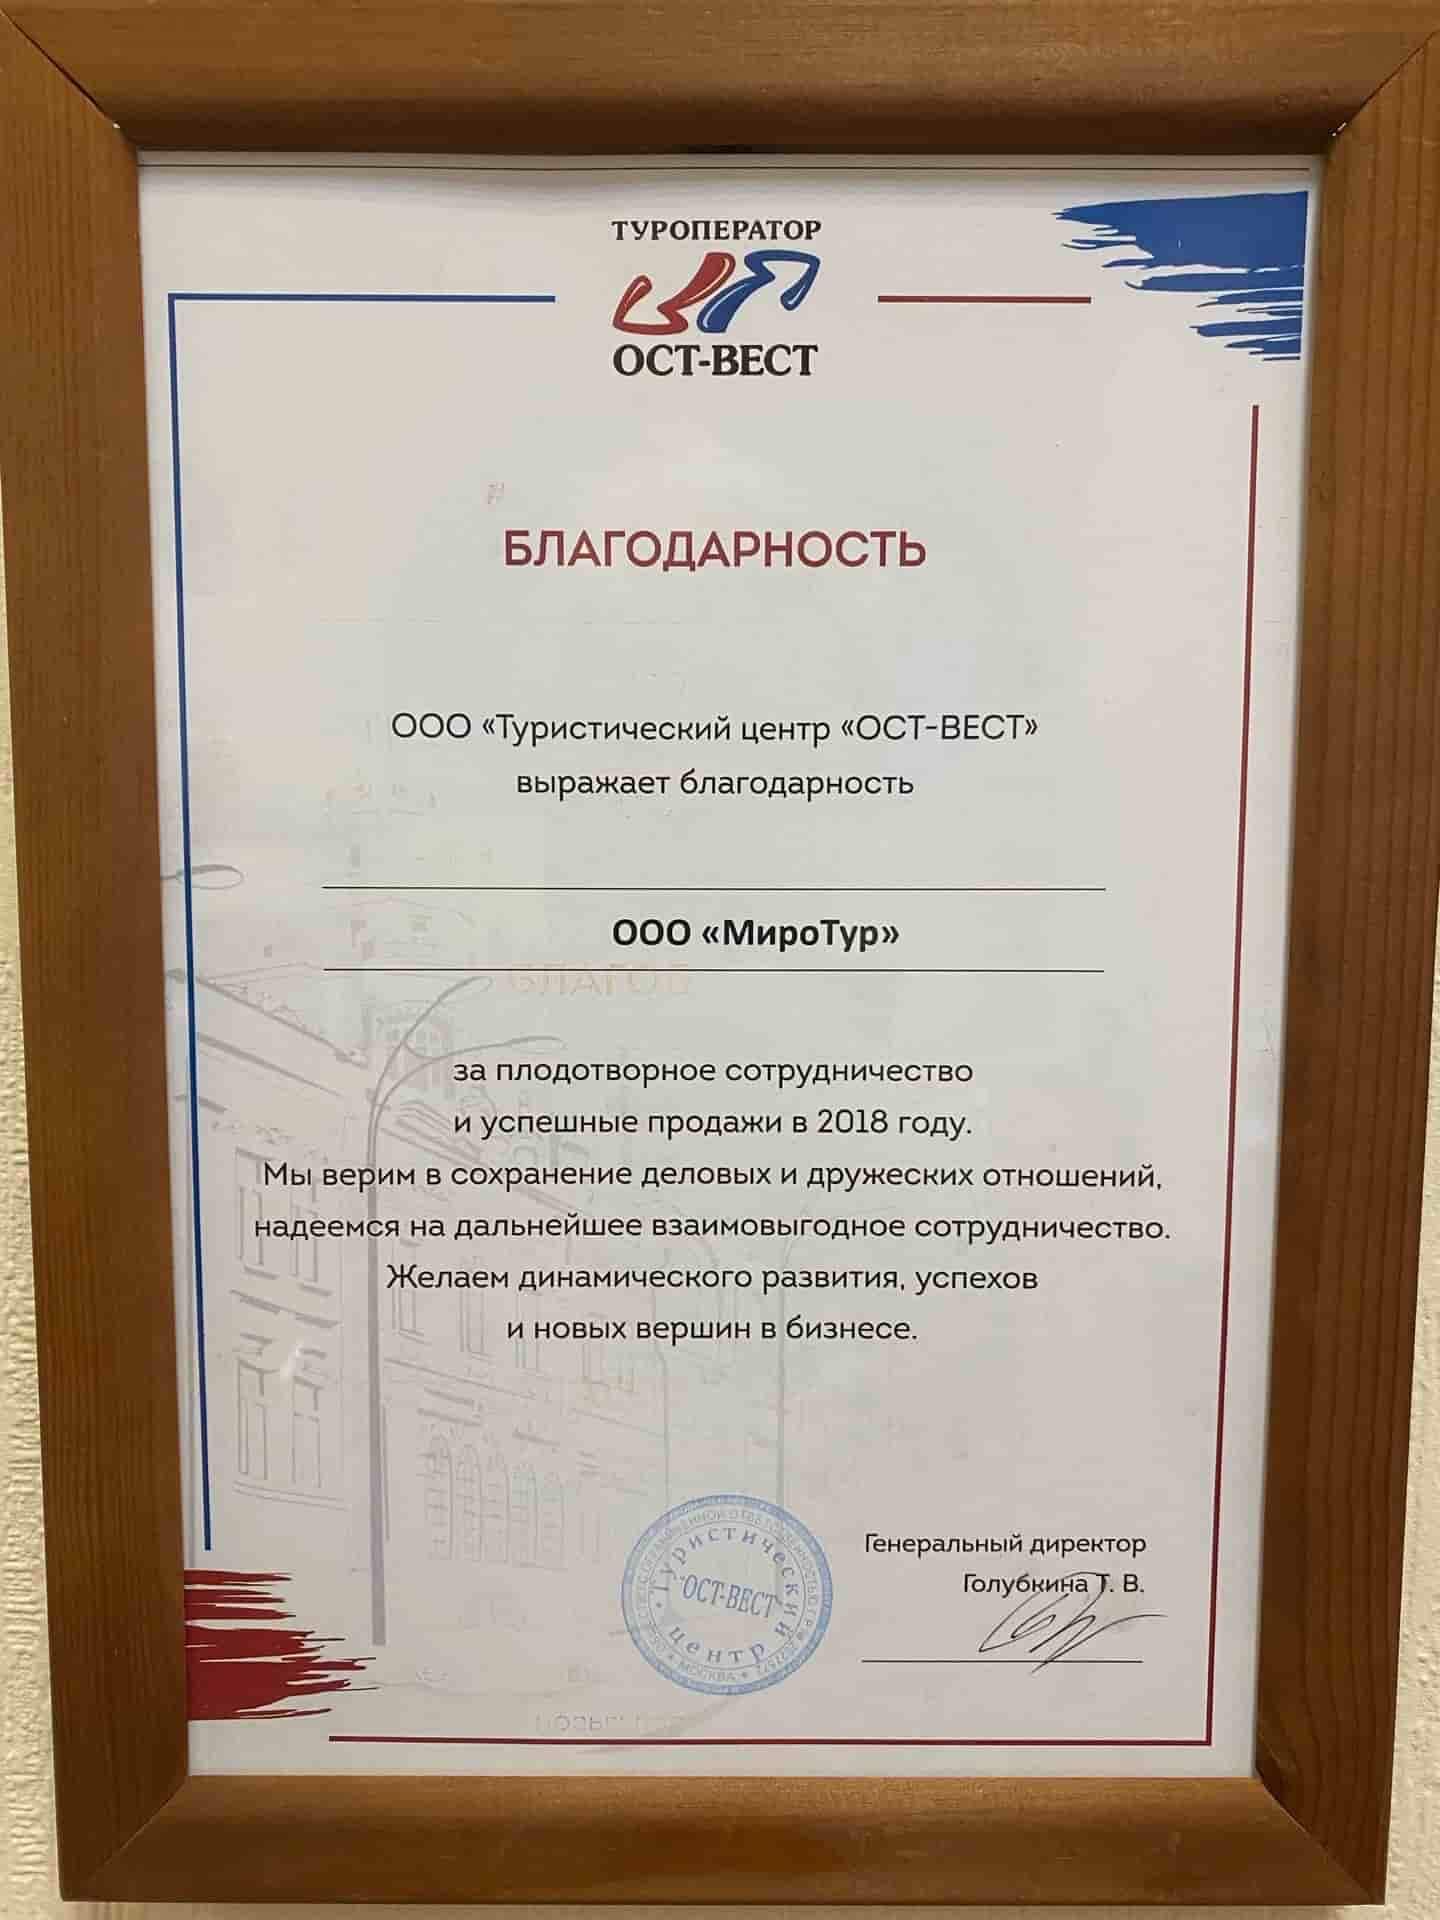 ТУРОПЕРАТОР
ОСТ-ВЕСТ
БЛАГОДАРНОСТЬ
ООО «Туристический центр «ОСТ-ВЕСТ»
выражает благодарность
ООО «МироТур»
за плодотворное сотрудничество
и успешные продажи в 2018 году.
Мы верим в сохранение деловых и дружеских отношений,
надеемся на дальнейшее взаимовыгодное сотрудничество.
Желаем динамического развития, успехов
и новых вершин в бизнесе.
Генеральный директор
Голубкина Т. В.
Туристический
"ОСТ-ВЕСТ"
центр
МОСКВА